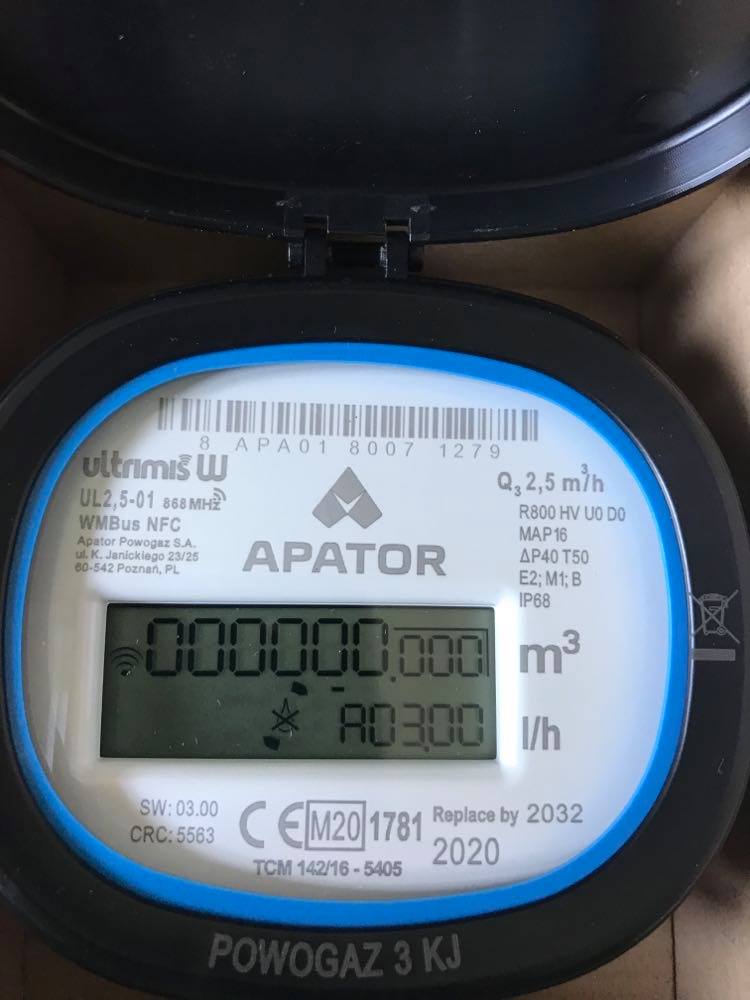 8 APA01 8007 1279
ultrimis W
UL2,5-01 868 MHz
WMBus NFC
Apator Powogaz S.A.
ul. K. Janickiego 23/25
60-542 Poznań, PL
APATOR
Q3 2,5 m³/h
R800 HV U0 D0
MAP16
ΔP40 T50
E2; M1; B
IP68
000000.000 m³
A03.00 l/h
SW: 03.00
CRC: 5563
CE M20 1781
TCM 142/16 - 5405
Replace by 2032
2020
POWOGAZ 3 KJ